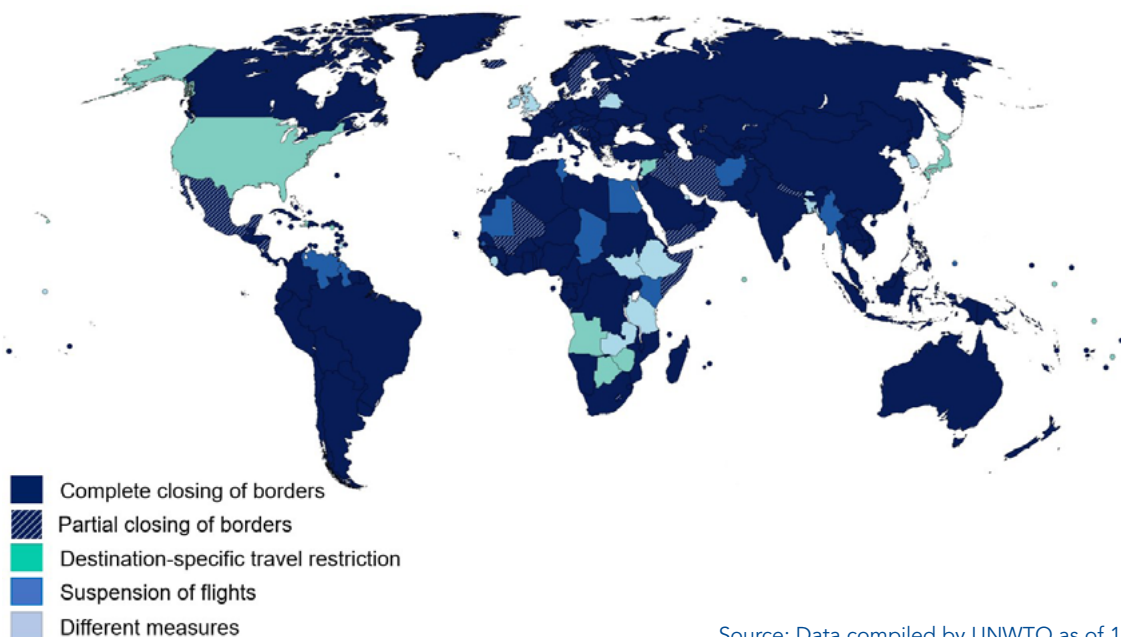 Complete closing of borders
Partial closing of borders
Destination-specific travel restriction
Suspension of flights
Different measures
Source: Data compiled by UNWTO as of 1